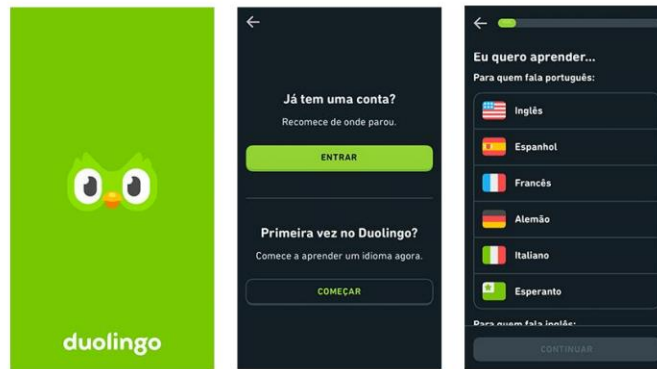 duolingo
Já tem uma conta?
Recomece de onde parou.
ENTRAR
Primeira vez no Duolingo?
Comece a aprender um idioma agora.
COMEÇAR
Eu quero aprender...
Para quem fala português:
Inglês
Espanhol
Francês
Alemão
Italiano
Esperanto
Para quem fala inglês:
CONTINUAR